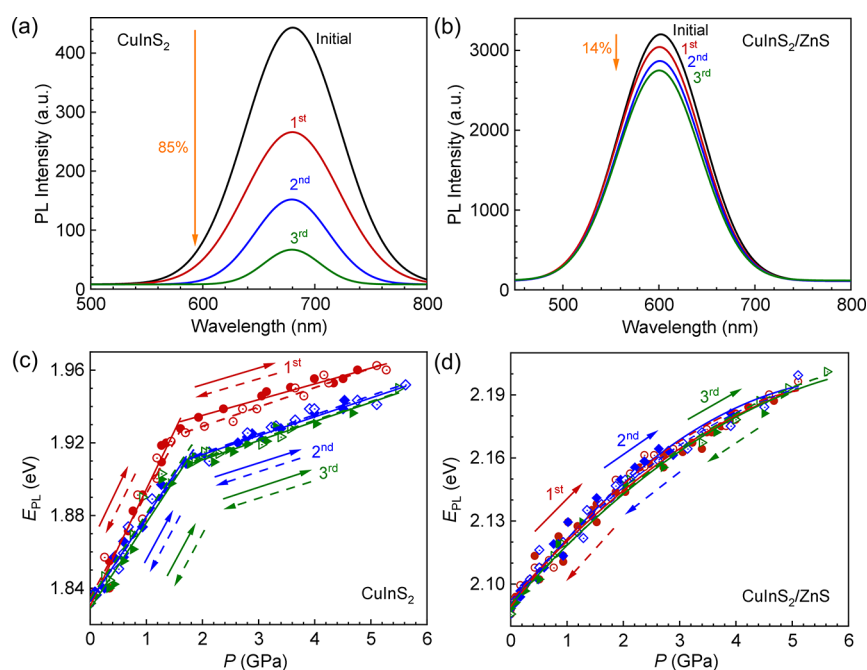 (a)
CuInS₂
Initial
1ˢᵗ
2ⁿᵈ
3ʳᵈ
85%
400
300
200
100
0
PL Intensity (a.u.)
500
600
700
800
Wavelength (nm)
(b)
CuInS₂/ZnS
Initial
1ˢᵗ
2ⁿᵈ
3ʳᵈ
14%
3000
2000
1000
PL Intensity (a.u.)
500
600
700
800
Wavelength (nm)
(c)
1ˢᵗ
2ⁿᵈ
3ʳᵈ
CuInS₂
1.96
1.92
1.88
1.84
E_PL (eV)
0
1
2
3
4
5
6
P (GPa)
(d)
3ʳᵈ
2ⁿᵈ
1ˢᵗ
CuInS₂/ZnS
2.19
2.16
2.13
2.10
E_PL (eV)
0
1
2
3
4
5
6
P (GPa)